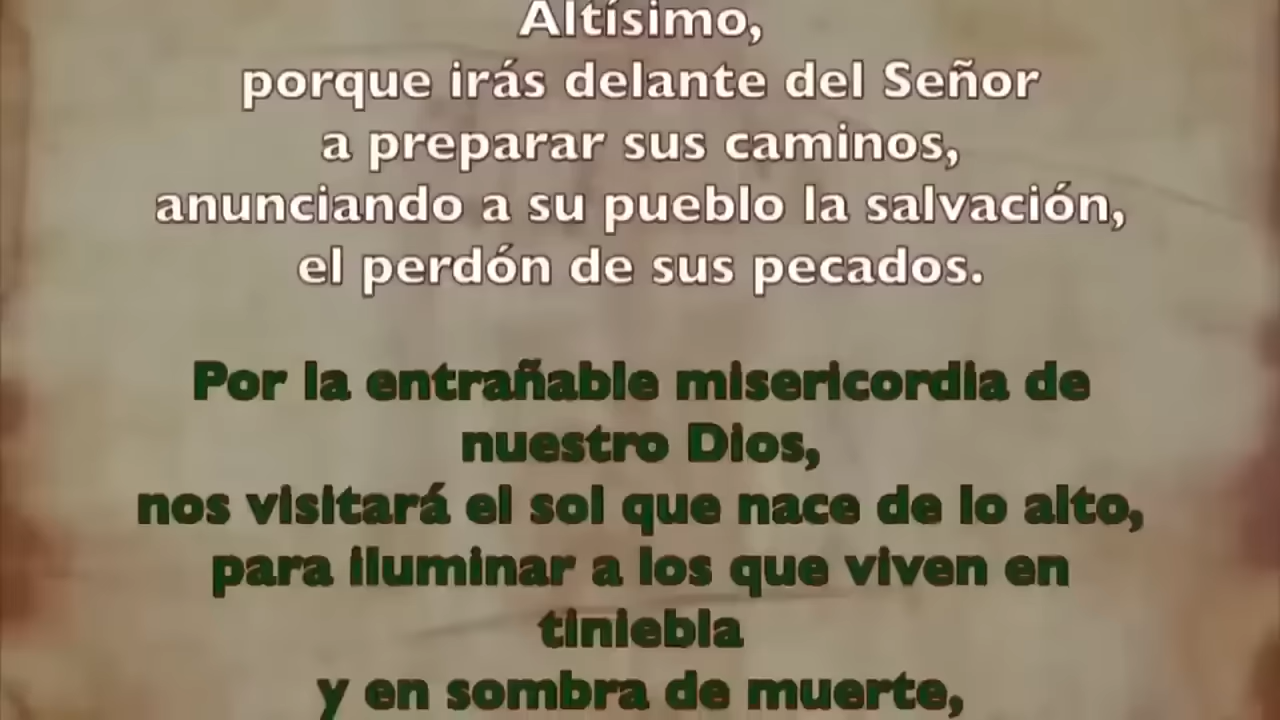 Altísimo,
porque irás delante del Señor
a preparar sus caminos,
anunciando a su pueblo la salvación,
el perdón de sus pecados.
Por la entrañable misericordia de
nuestro Dios,
nos visitará el sol que nace de lo alto,
para iluminar a los que viven en
tiniebla
y en sombra de muerte,